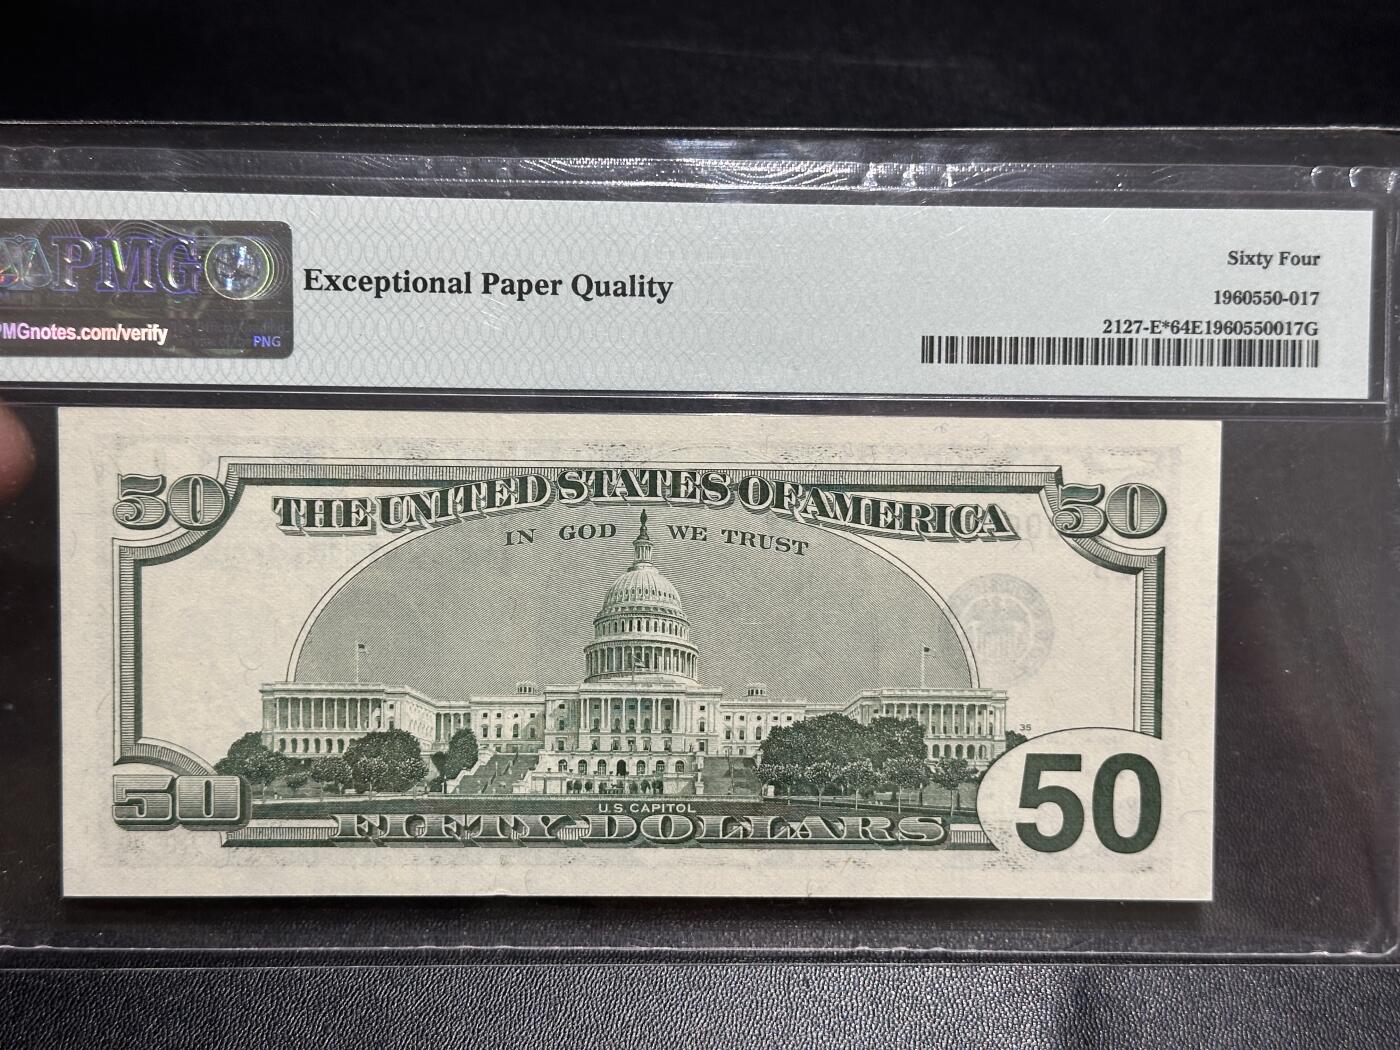 PMG
PMGnotes.com/verify
PNG
Exceptional Paper Quality
Sixty Four
1960550-017
2127-E*64E1960550017G
50
50
THE UNITED STATES OF AMERICA
IN GOD WE TRUST
35
U.S. CAPITOL
FIFTY DOLLARS
50
50